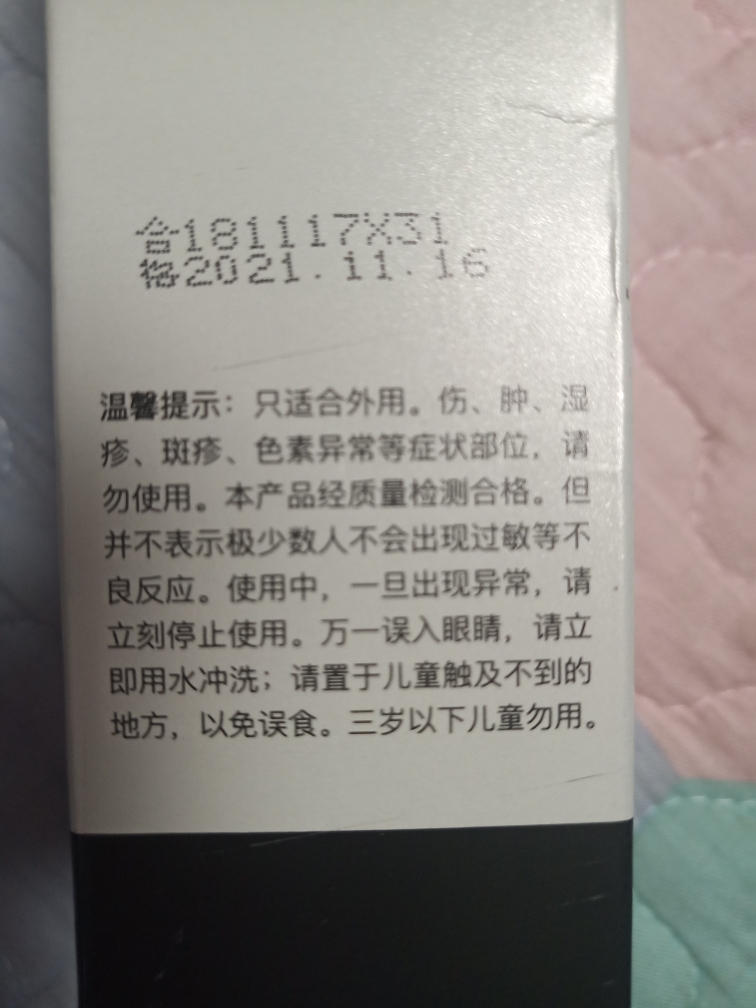 合181117X31
格2021.11.16
温馨提示：只适合外用。伤、肿、湿
疹、斑疹、色素异常等症状部位，请
勿使用。本产品经质量检测合格。但
并不表示极少数人不会出现过敏等不
良反应。使用中，一旦出现异常，请
立刻停止使用。万一误入眼睛，请立
即用水冲洗；请置于儿童触及不到的
地方，以免误食。三岁以下儿童勿用。